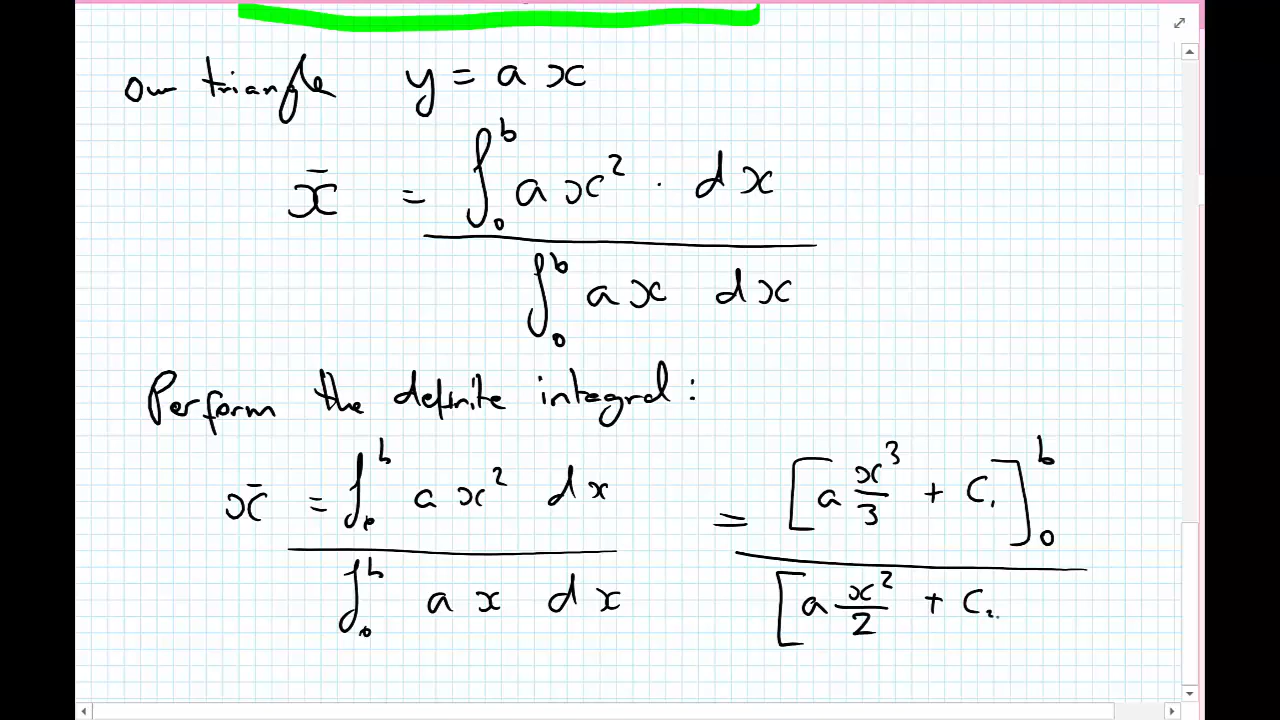 our triangle y = a x
x̄ = ∫₀ᵇ a x² · dx
∫₀ᵇ a x dx
Perform the definite integral :
x̄ = ∫₀ᵇ a x² dx = [a x³/3 + C₁]₀ᵇ
∫₀ᵇ a x dx [a x²/2 + C₂